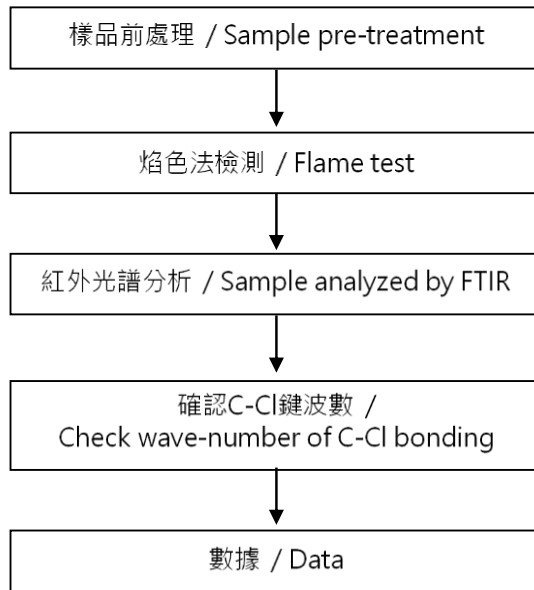 樣品前處理 / Sample pre-treatment
焰色法檢測 / Flame test
紅外光譜分析 / Sample analyzed by FTIR
確認C-Cl鍵波數 /
Check wave-number of C-Cl bonding
數據 / Data